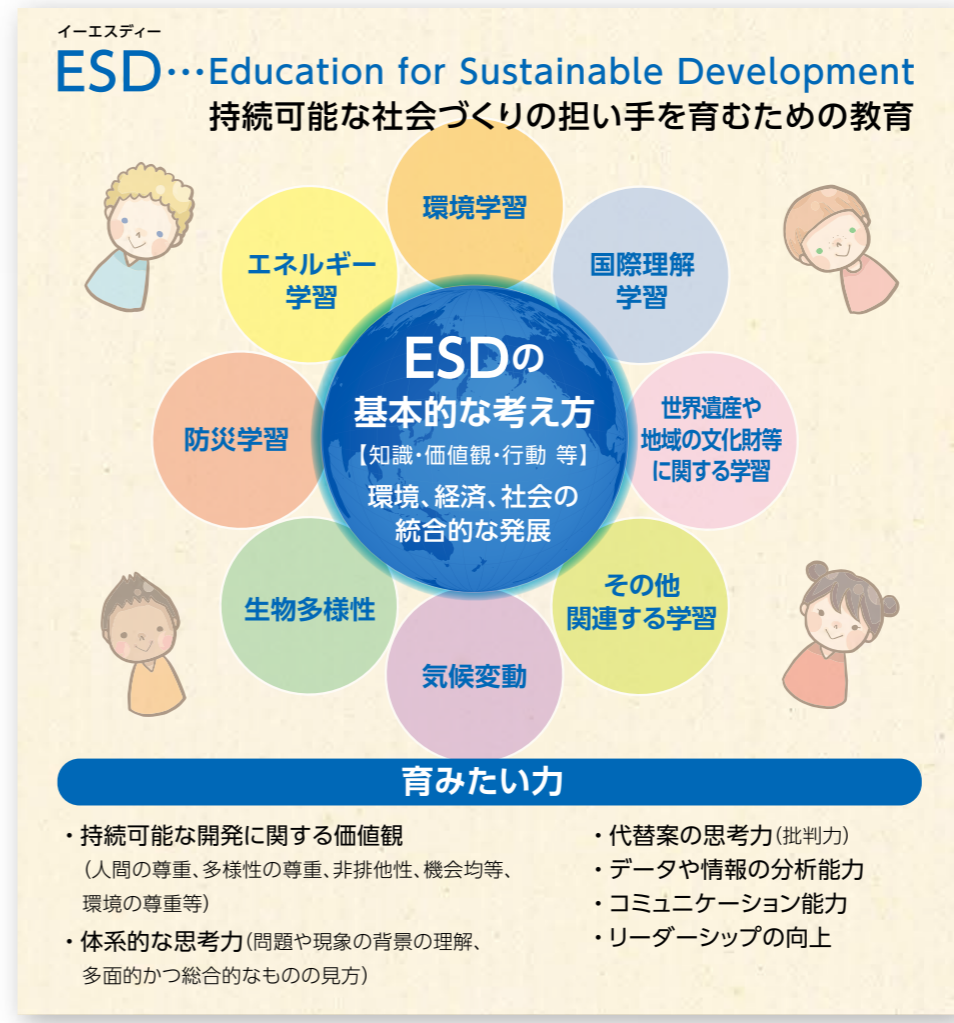 イーエスディー
ESD…Education for Sustainable Development
持続可能な社会づくりの担い手を育むための教育
環境学習
エネルギー
学習
国際理解
学習
ESDの
基本的な考え方
【知識・価値観・行動 等】
環境、経済、社会の
統合的な発展
防災学習
世界遺産や
地域の文化財等
に関する学習
生物多様性
その他
関連する学習
気候変動
育みたい力
・持続可能な開発に関する価値観
（人間の尊重、多様性の尊重、非排他性、機会均等、
環境の尊重等）
・体系的な思考力（問題や現象の背景の理解、
多面的かつ総合的なものの見方）
・代替案の思考力（批判力）
・データや情報の分析能力
・コミュニケーション能力
・リーダーシップの向上